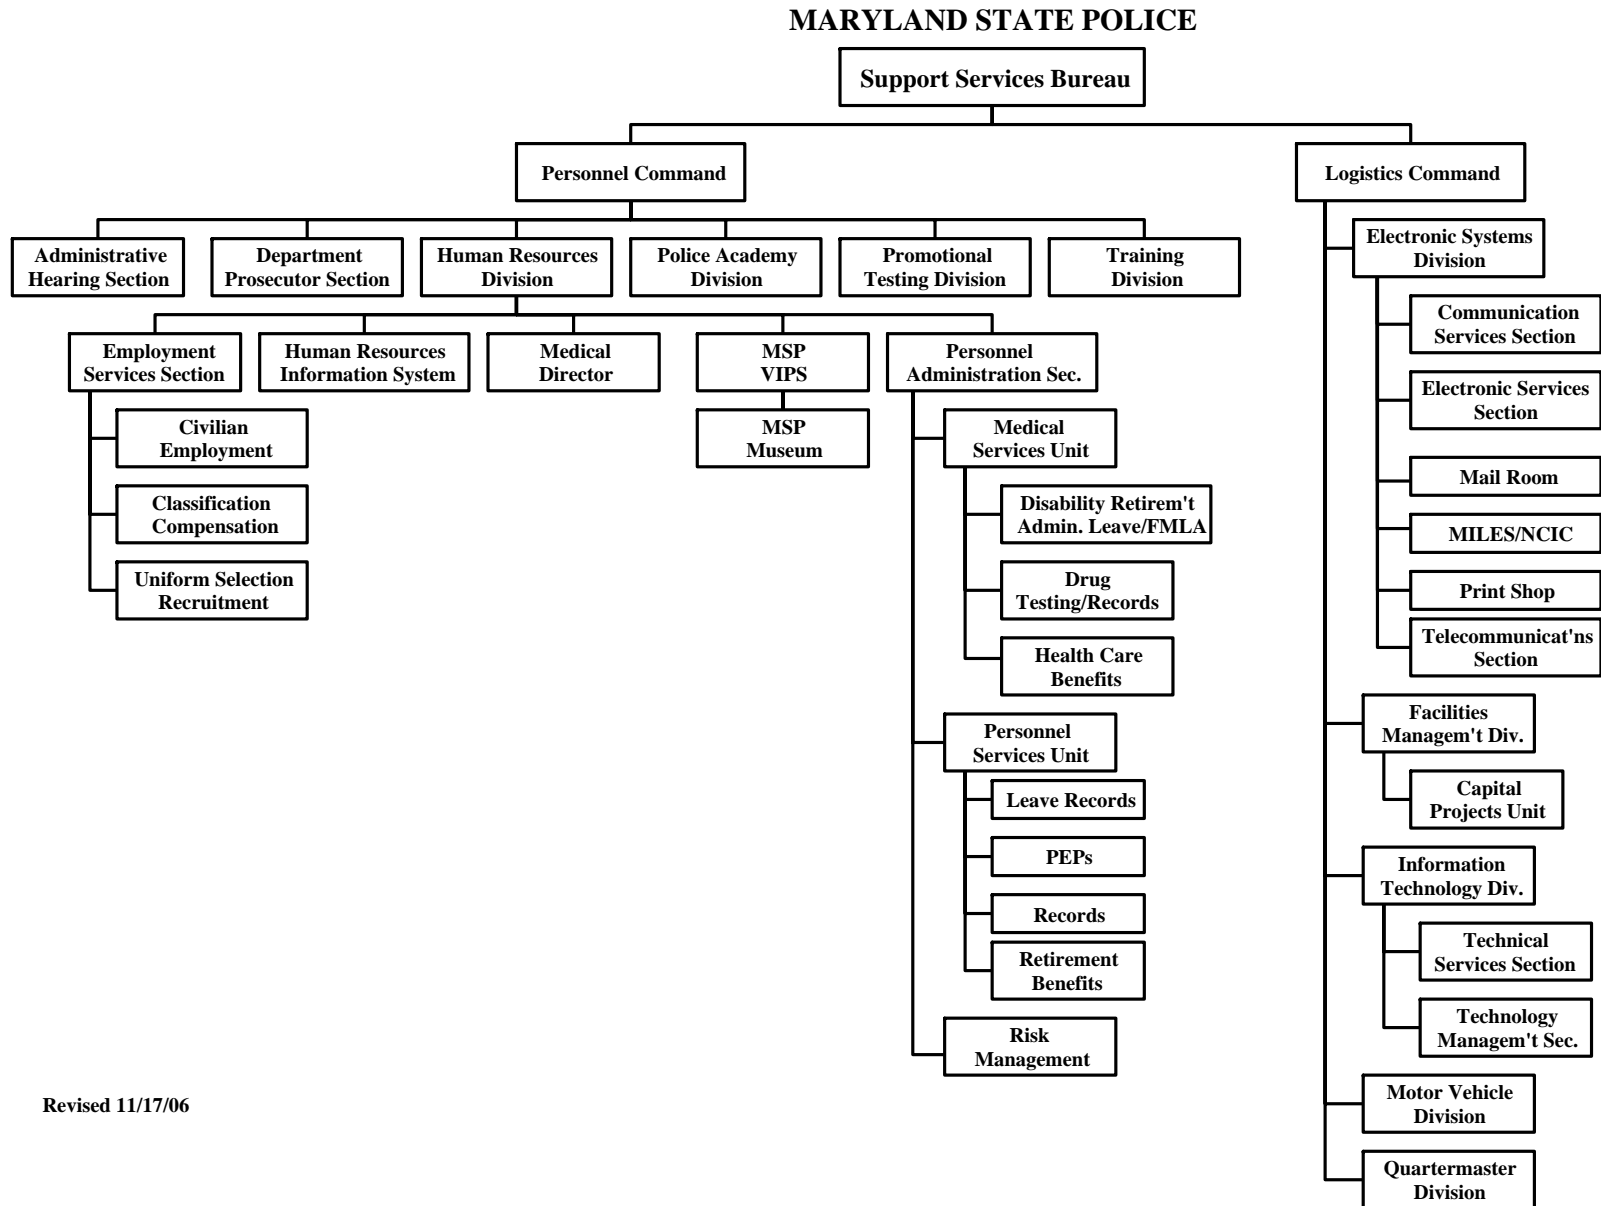 MARYLAND STATE POLICE
Support Services Bureau
Personnel Command
Logistics Command
Administrative
Hearing Section
Department
Prosecutor Section
Human Resources
Division
Police Academy
Division
Promotional
Testing Division
Training
Division
Employment
Services Section
Human Resources
Information System
Medical
Director
MSP
VIPS
Personnel
Administration Sec.
Civilian
Employment
Classification
Compensation
Uniform Selection
Recruitment
MSP
Museum
Medical
Services Unit
Disability Retirem't
Admin. Leave/FMLA
Drug
Testing/Records
Health Care
Benefits
Personnel
Services Unit
Leave Records
PEPs
Records
Retirement
Benefits
Risk
Management
Electronic Systems
Division
Communication
Services Section
Electronic Services
Section
Mail Room
MILES/NCIC
Print Shop
Telecommunicat'ns
Section
Facilities
Managem't Div.
Capital
Projects Unit
Information
Technology Div.
Technical
Services Section
Technology
Managem't Sec.
Motor Vehicle
Division
Quartermaster
Division
Revised 11/17/06